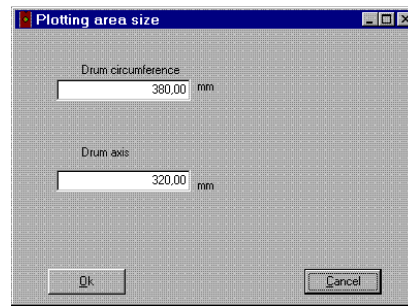 Plotting area size
Drum circumference
380,00 mm
Drum axis
320,00 mm
Ok Cancel